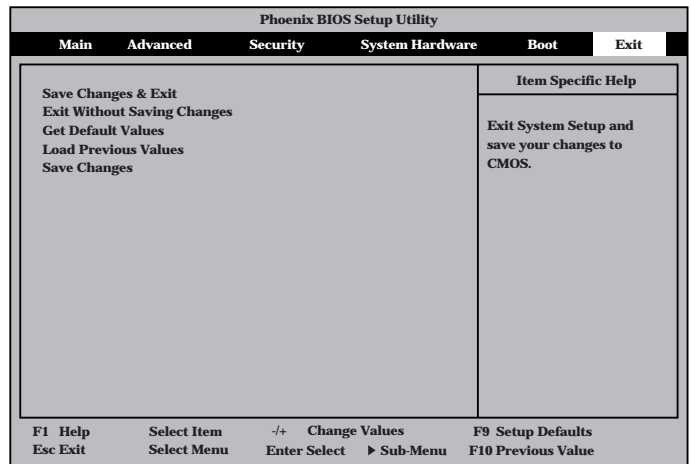 Phoenix BIOS Setup Utility
Main Advanced Security System Hardware Boot Exit
Save Changes & Exit
Exit Without Saving Changes
Get Default Values
Load Previous Values
Save Changes
Item Specific Help
Exit System Setup and
save your changes to
CMOS.
F1 Help Select Item -/+ Change Values F9 Setup Defaults
Esc Exit Select Menu Enter Select ▶ Sub-Menu F10 Previous Value